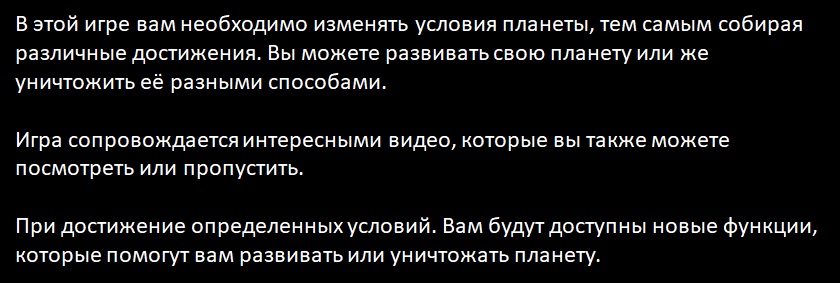 В этой игре вам необходимо изменять условия планеты, тем самым собирая
различные достижения. Вы можете развивать свою планету или же
уничтожить её разными способами.
Игра сопровождается интересными видео, которые вы также можете
посмотреть или пропустить.
При достижение определенных условий. Вам будут доступны новые функции,
которые помогут вам развивать или уничтожать планету.